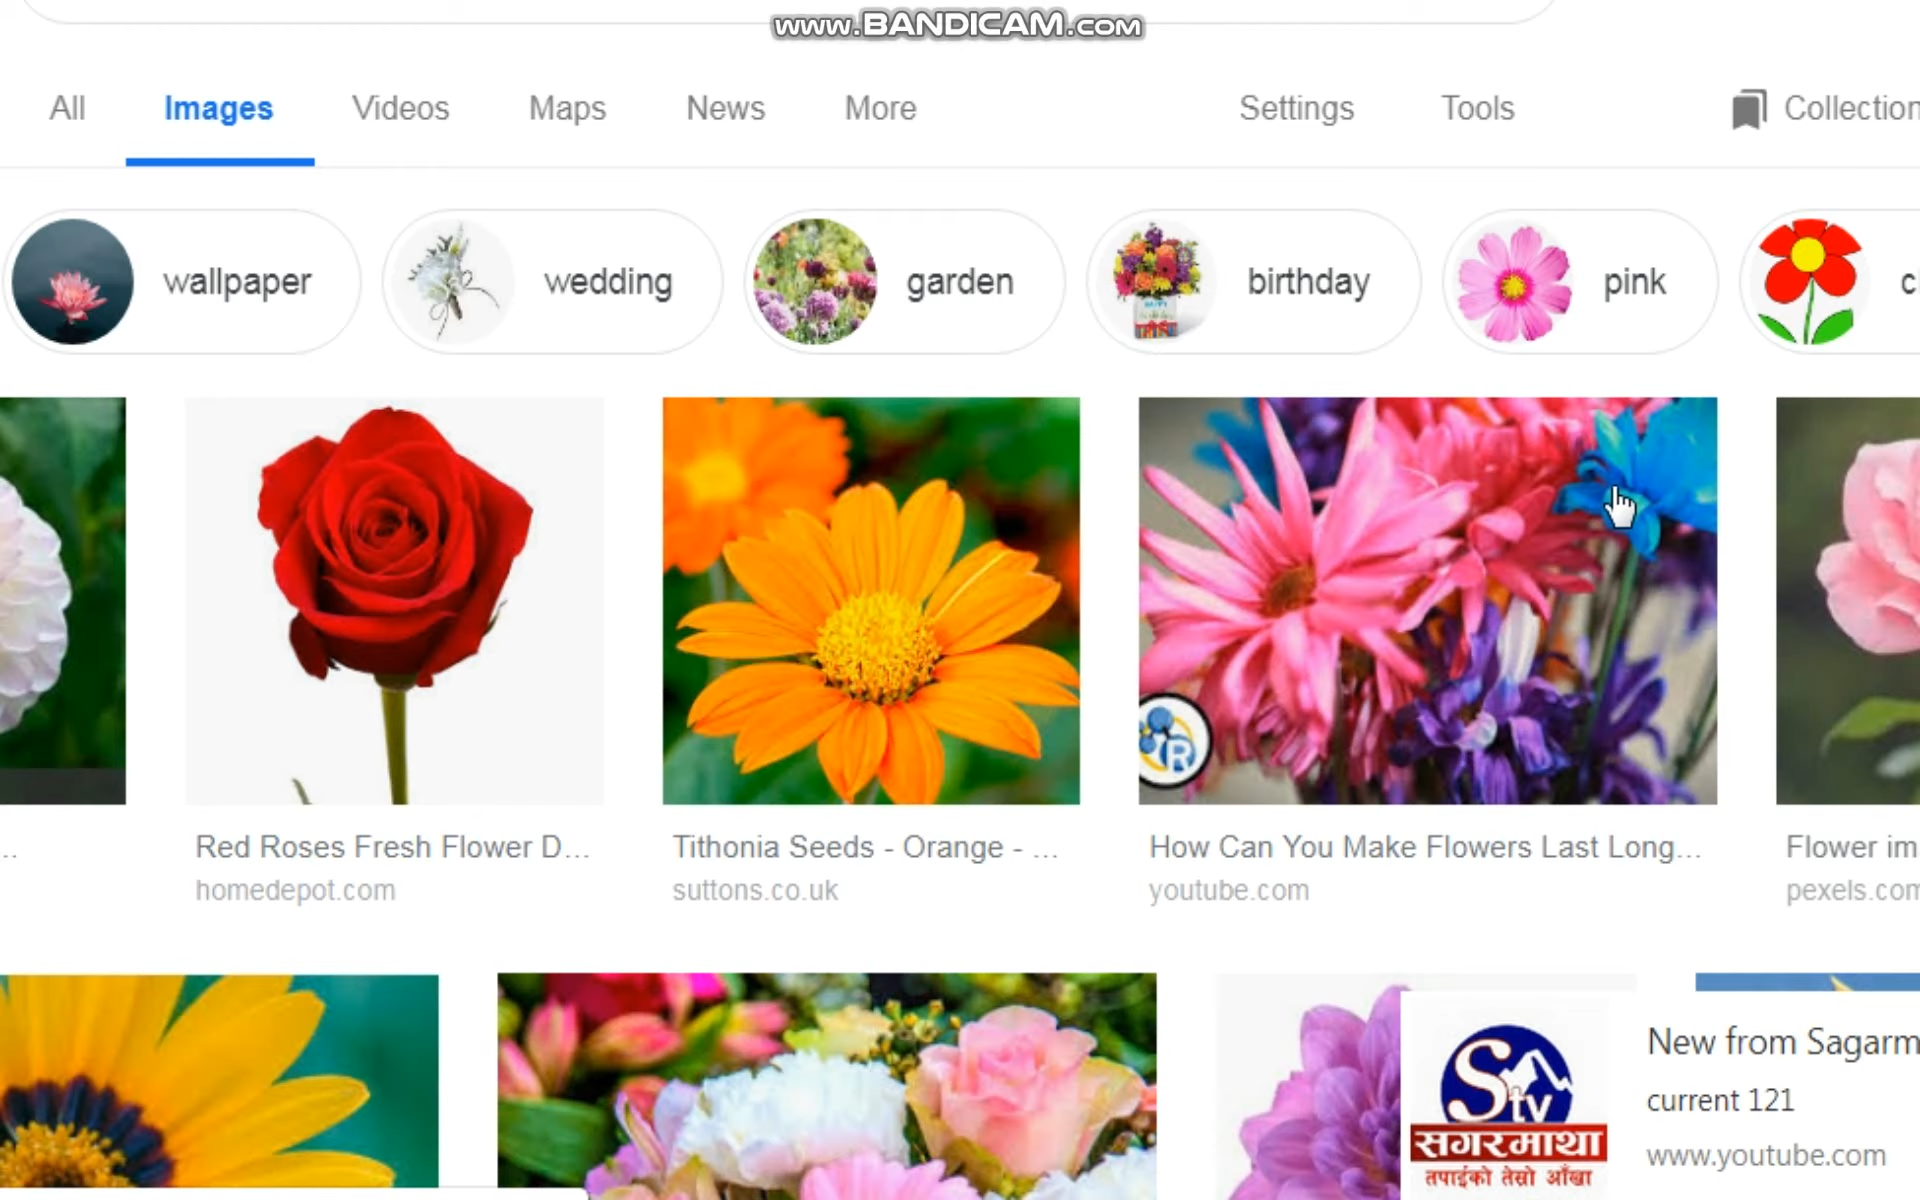 www.BANDICAM.com
All Images Videos Maps News More Settings Tools Collection
wallpaper wedding garden birthday pink c
Red Roses Fresh Flower D...
homedepot.com
Tithonia Seeds - Orange - ...
suttons.co.uk
How Can You Make Flowers Last Long...
youtube.com
Flower im
pexels.com
R
Stv
सगरमाथा
तपाईको तेस्रो आँखा
New from Sagarm
current 121
www.youtube.com